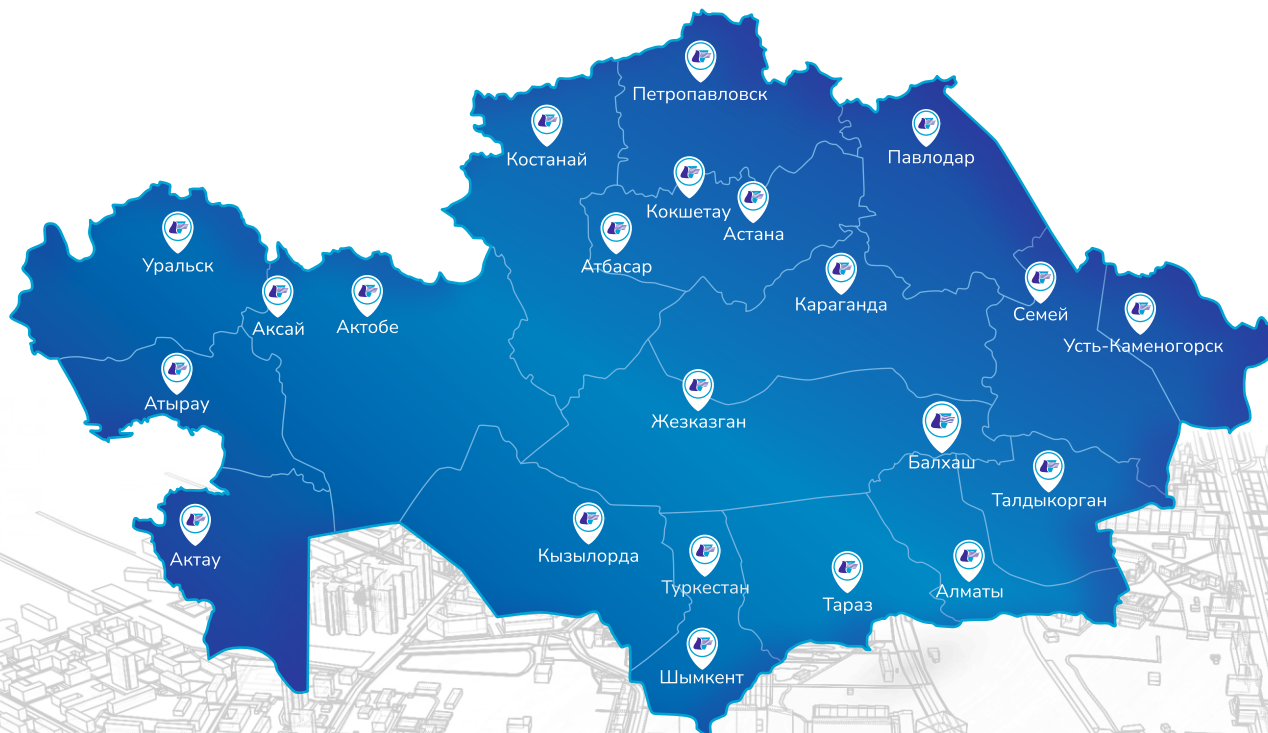 Петропавловск
Костанай
Павлодар
Кокшетау
Астана
Уральск
Атбасар
Караганда
Аксай
Актобе
Семей
Усть-Каменогорск
Атырау
Жезказган
Балхаш
Талдыкорган
Актау
Кызылорда
Туркестан
Тараз
Алматы
Шымкент